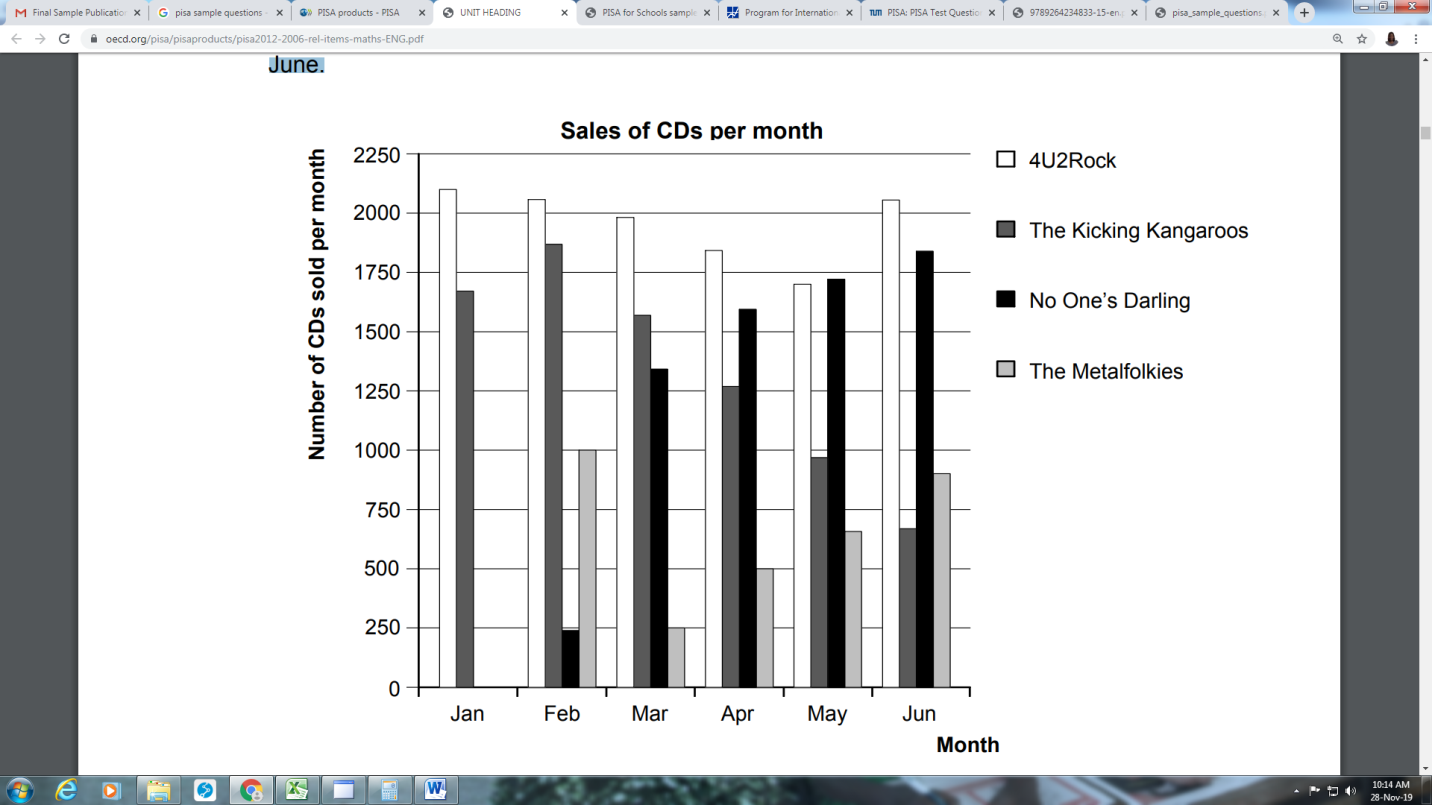 Final Sample Publication
pisa sample questions -
PISA products - PISA
UNIT HEADING
PISA for Schools sample
Program for Internation
PISA: PISA Test Questio
9789264234833-15-en.
pisa_sample_questions
oecd.org/pisa/pisaproducts/pisa2012-2006-rel-items-maths-ENG.pdf
June.
Sales of CDs per month
Number of CDs sold per month
2250
2000
1750
1500
1250
1000
750
500
250
0
Jan Feb Mar Apr May Jun
Month
4U2Rock
The Kicking Kangaroos
No One's Darling
The Metalfolkies
10:14 AM
28-Nov-19